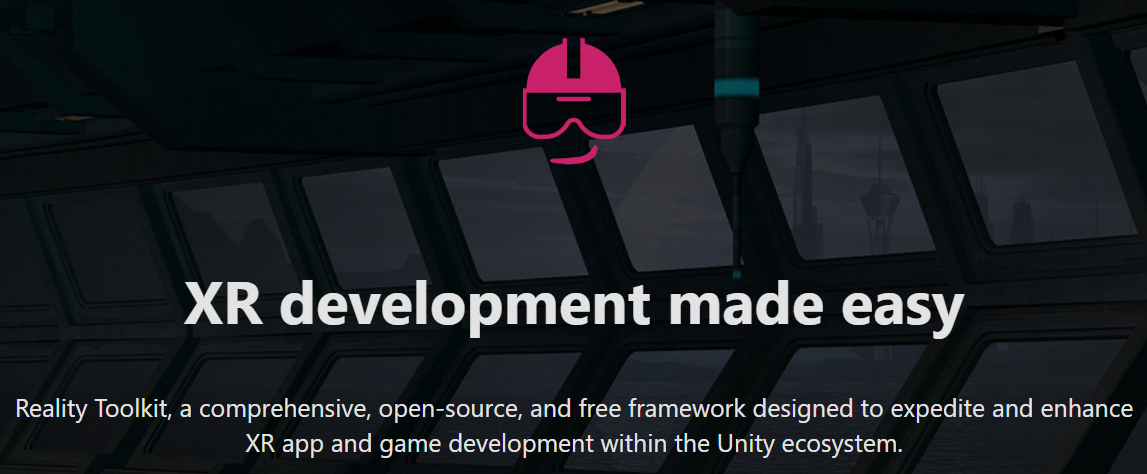 XR development made easy
Reality Toolkit, a comprehensive, open-source, and free framework designed to expedite and enhance
XR app and game development within the Unity ecosystem.